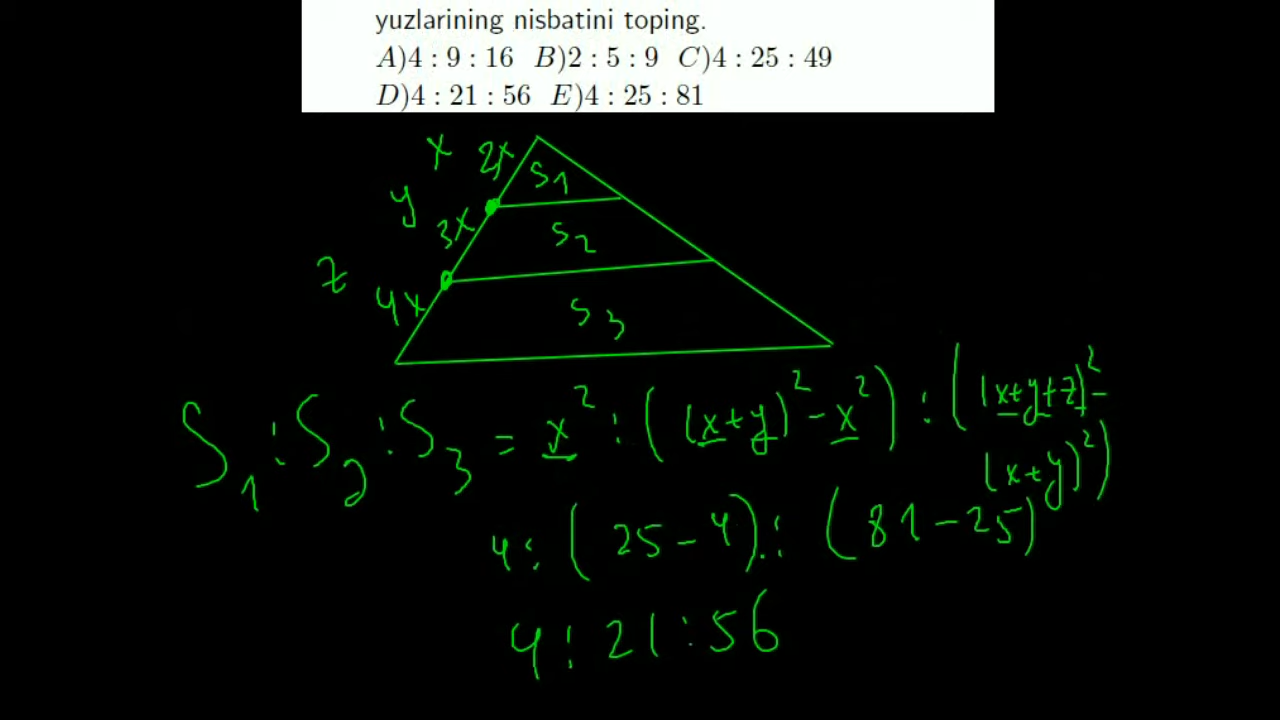 yuzlarining nisbatini toping.
A)4 : 9 : 16 B)2 : 5 : 9 C)4 : 25 : 49
D)4 : 21 : 56 E)4 : 25 : 81
x 2x S1
y 3x S2
z 4x S3
S1 : S2 : S3 = x² : ((x+y)² - x²) : ((x+y+z)² -
(x+y)²)
4 : (25 - 4) : (81 - 25)
4 : 21 : 56